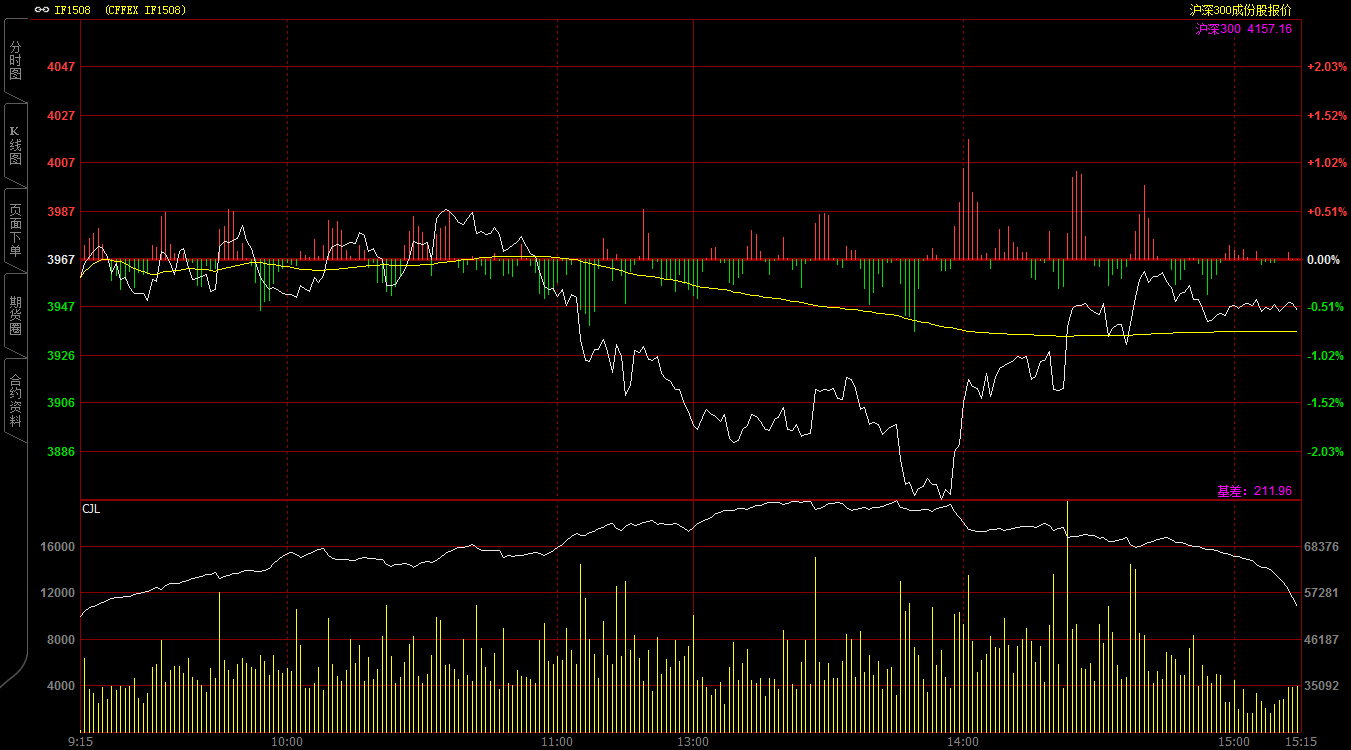 IF1508 (CFFEX IF1508)
沪深300成份股报价
沪深300 4157.16
分时图
K线图
页面下单
期货圈
合约资料
4047 +2.03%
4027 +1.52%
4007 +1.02%
3987 +0.51%
3967 0.00%
3947 -0.51%
3926 -1.02%
3906 -1.52%
3886 -2.03%
基差: 211.96
CJL
16000 68376
12000 57281
8000 46187
4000 35092
9:15 10:00 11:00 13:00 14:00 15:00 15:15